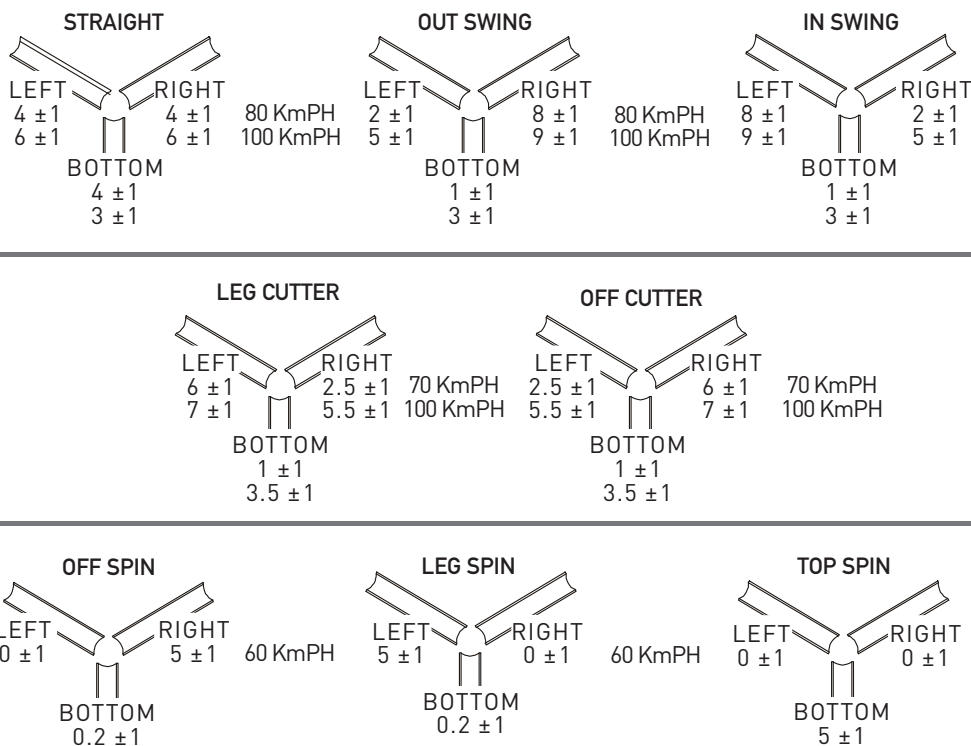 STRAIGHT
LEFT RIGHT
4 ±1 4 ±1 80 KmPH
6 ±1 6 ±1 100 KmPH
BOTTOM
4 ±1
3 ±1
OUT SWING
LEFT RIGHT
2 ±1 8 ±1 80 KmPH
5 ±1 9 ±1 100 KmPH
BOTTOM
1 ±1
3 ±1
IN SWING
LEFT RIGHT
8 ±1 2 ±1
9 ±1 5 ±1
BOTTOM
1 ±1
3 ±1
LEG CUTTER
LEFT RIGHT
6 ±1 2.5 ±1 70 KmPH
7 ±1 5.5 ±1 100 KmPH
BOTTOM
1 ±1
3.5 ±1
OFF CUTTER
LEFT RIGHT
2.5 ±1 6 ±1 70 KmPH
5.5 ±1 7 ±1 100 KmPH
BOTTOM
1 ±1
3.5 ±1
OFF SPIN
LEFT RIGHT
0 ±1 5 ±1 60 KmPH
BOTTOM
0.2 ±1
LEG SPIN
LEFT RIGHT
5 ±1 0 ±1 60 KmPH
BOTTOM
0.2 ±1
TOP SPIN
LEFT RIGHT
0 ±1 0 ±1
BOTTOM
5 ±1